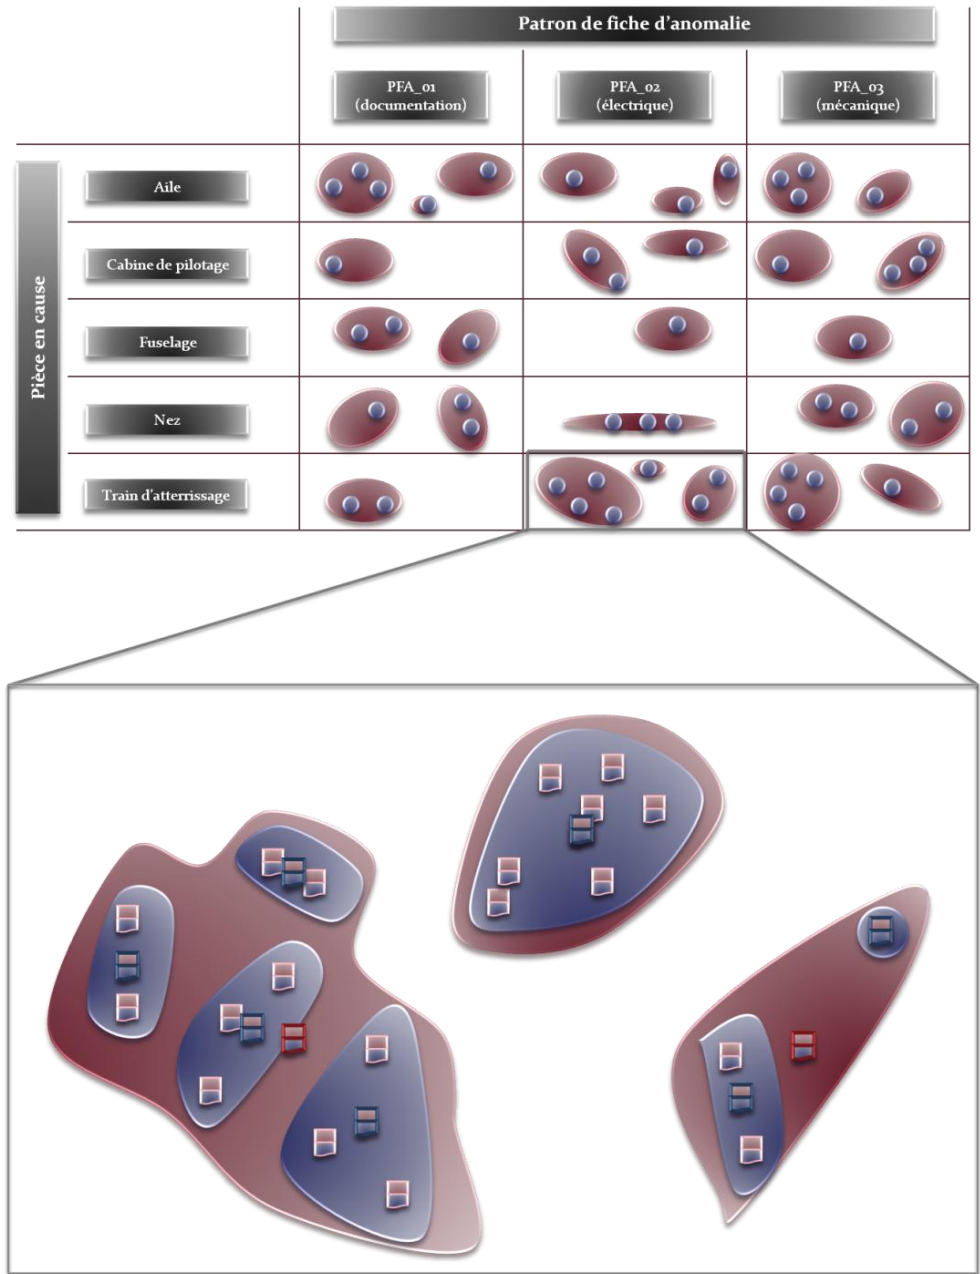 Patron de fiche d'anomalie
PFA_01
(documentation)
PFA_02
(électrique)
PFA_03
(mécanique)
Pièce en cause
Aile
Cabine de pilotage
Fuselage
Nez
Train d'atterrissage